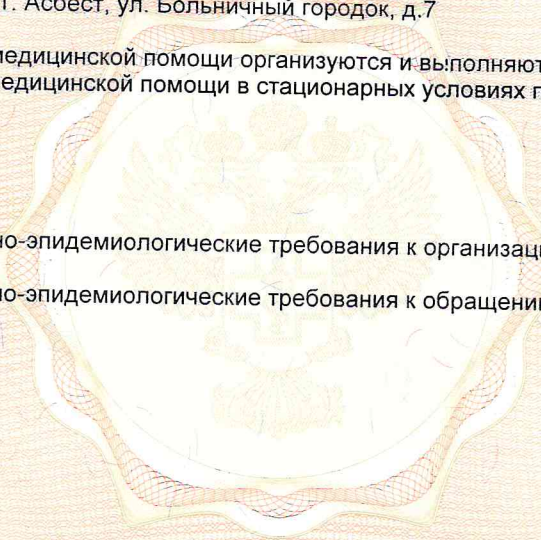 г. Асбест, ул. Больничный городок, д.7
медицинской помощи организуются и выполняют
едицинской помощи в стационарных условиях п
но-эпидемиологические требования к организаци
но-эпидемиологические требования к обращени